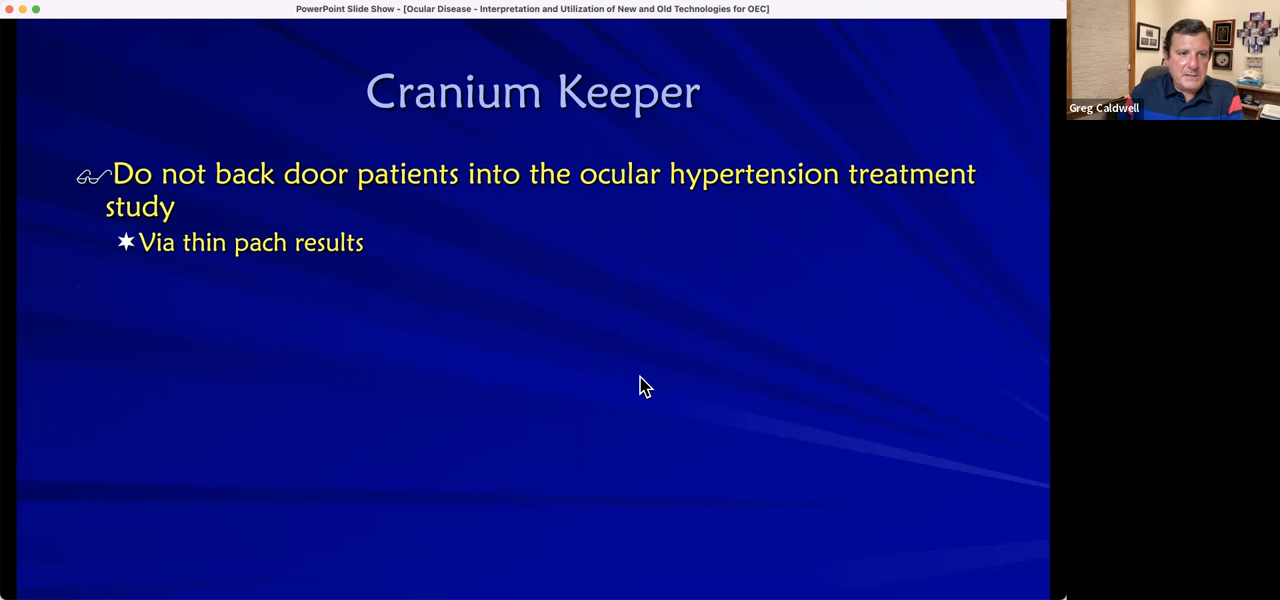 PowerPoint Slide Show - [Ocular Disease - Interpretation and Utilization of New and Old Technologies for OEC]
Cranium Keeper
Do not back door patients into the ocular hypertension treatment
study
Via thin pach results
Greg Caldwell